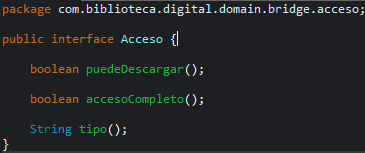 package com.biblioteca.digital.domain.bridge.acceso;
public interface Acceso {
boolean puedeDescargar();
boolean accesoCompleto();
String tipo();
}